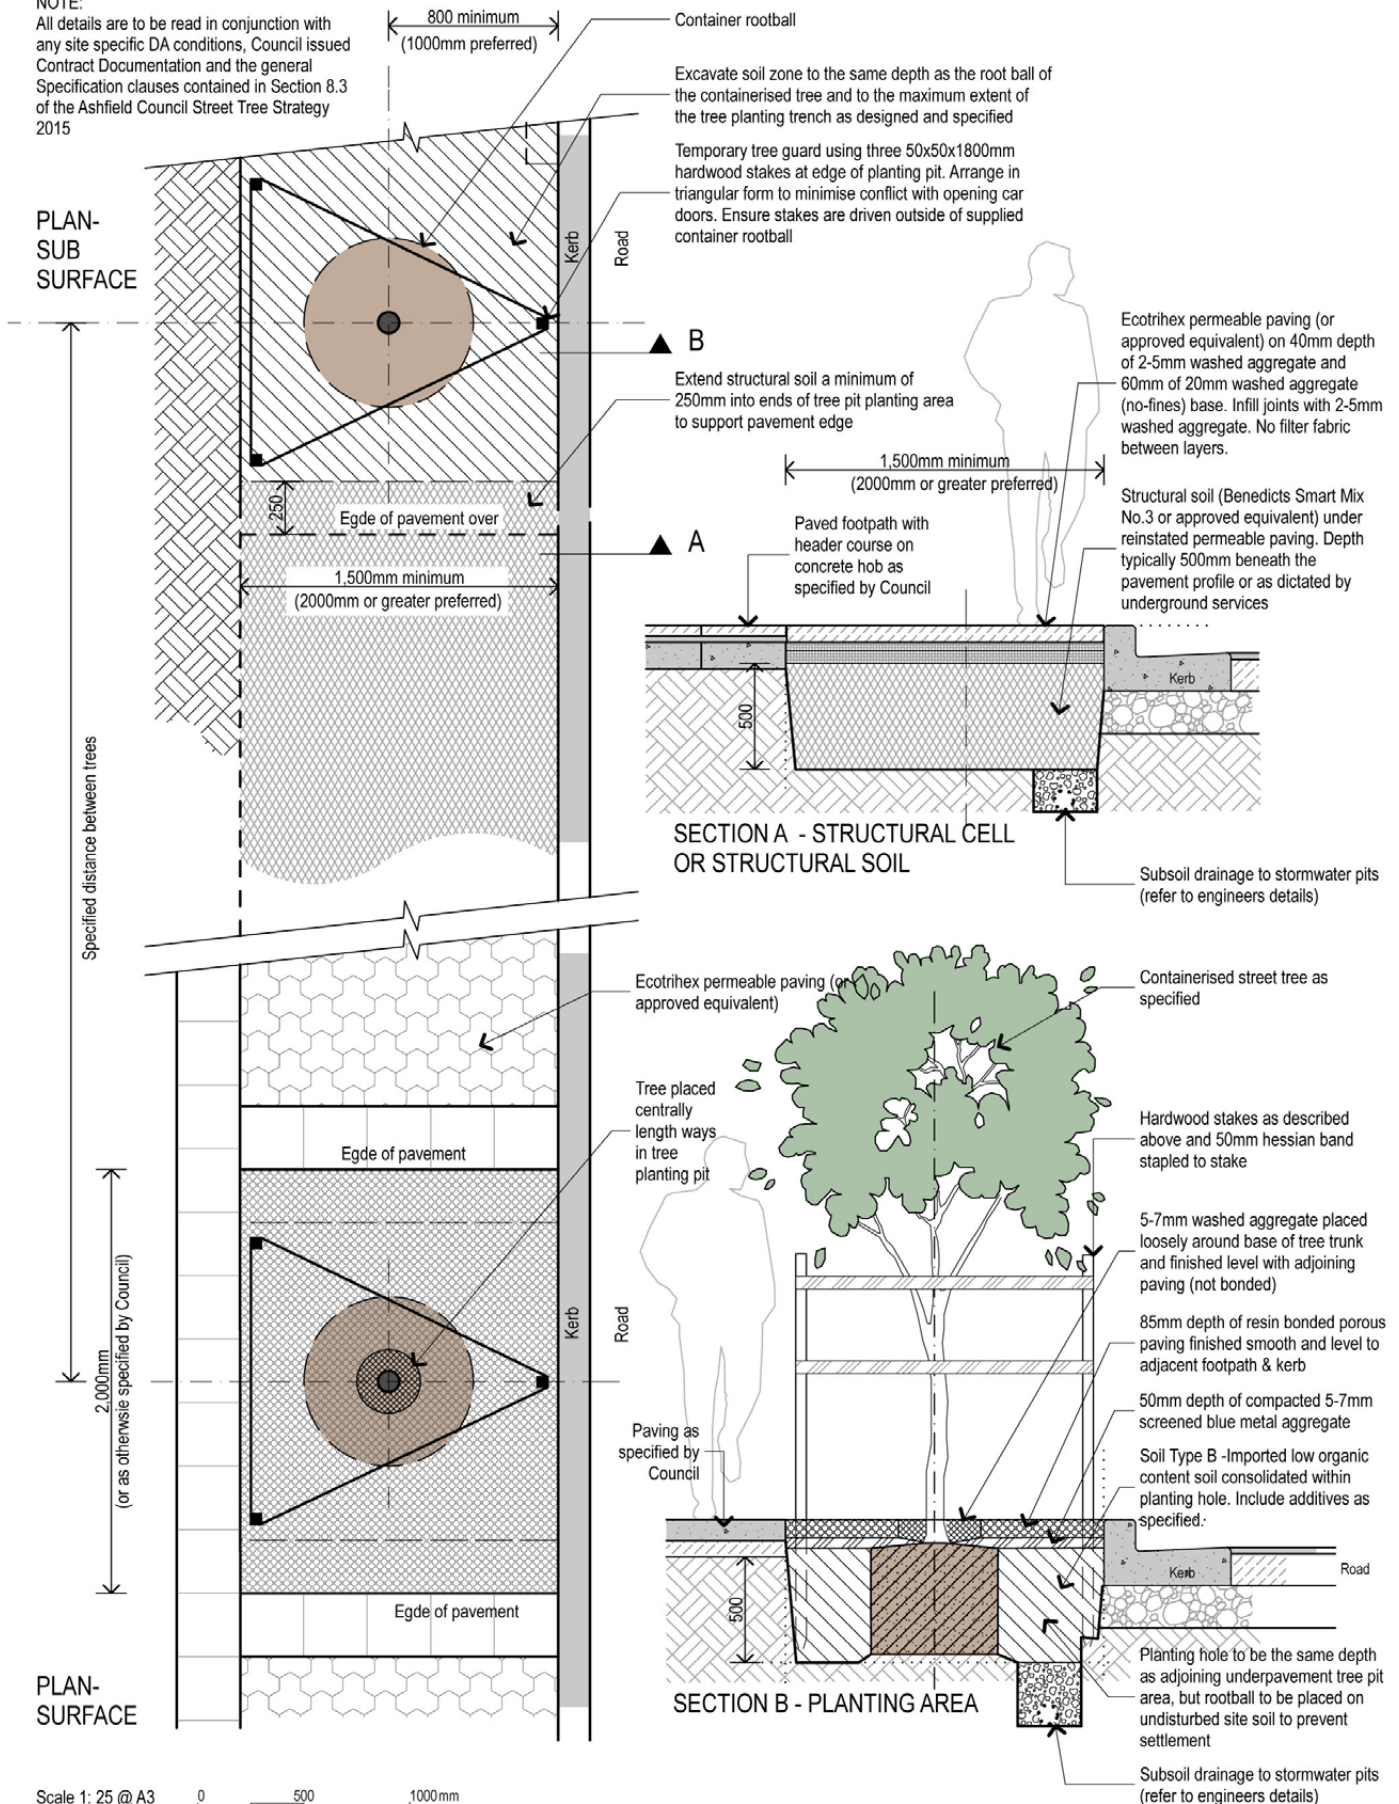 NOTE:
All details are to be read in conjunction with
any site specific DA conditions, Council issued
Contract Documentation and the general
Specification clauses contained in Section 8.3
of the Ashfield Council Street Tree Strategy
2015
800 minimum
(1000mm preferred)
Container rootball
Excavate soil zone to the same depth as the root ball of
the containerised tree and to the maximum extent of
the tree planting trench as designed and specified
Temporary tree guard using three 50x50x1800mm
hardwood stakes at edge of planting pit. Arrange in
triangular form to minimise conflict with opening car
doors. Ensure stakes are driven outside of supplied
container rootball
PLAN-
SUB
SURFACE
Kerb
Road
B
Extend structural soil a minimum of
250mm into ends of tree pit planting area
to support pavement edge
250
Egde of pavement over
A
1,500mm minimum
(2000mm or greater preferred)
Specified distance between trees
Ecotrihex permeable paving (or
approved equivalent) on 40mm depth
of 2-5mm washed aggregate and
60mm of 20mm washed aggregate
(no-fines) base. Infill joints with 2-5mm
washed aggregate. No filter fabric
between layers.
1,500mm minimum
(2000mm or greater preferred)
Paved footpath with
header course on
concrete hob as
specified by Council
Structural soil (Benedicts Smart Mix
No.3 or approved equivalent) under
reinstated permeable paving. Depth
typically 500mm beneath the
pavement profile or as dictated by
underground services
Kerb
500
SECTION A - STRUCTURAL CELL
OR STRUCTURAL SOIL
Subsoil drainage to stormwater pits
(refer to engineers details)
Ecotrihex permeable paving (or
approved equivalent)
Containerised street tree as
specified
Tree placed
centrally
length ways
in tree
planting pit
Hardwood stakes as described
above and 50mm hessian band
stapled to stake
Egde of pavement
5-7mm washed aggregate placed
loosely around base of tree trunk
and finished level with adjoining
paving (not bonded)
2,000mm
(or as otherwsie specified by Council)
Kerb
Road
85mm depth of resin bonded porous
paving finished smooth and level to
adjacent footpath & kerb
50mm depth of compacted 5-7mm
screened blue metal aggregate
Paving as
specified by
Council
Soil Type B -Imported low organic
content soil consolidated within
planting hole. Include additives as
specified.
Kerb
Road
500
Egde of pavement
Planting hole to be the same depth
as adjoining underpavement tree pit
area, but rootball to be placed on
undisturbed site soil to prevent
settlement
PLAN-
SURFACE
SECTION B - PLANTING AREA
Subsoil drainage to stormwater pits
(refer to engineers details)
Scale 1: 25 @ A3
0 500 1000mm